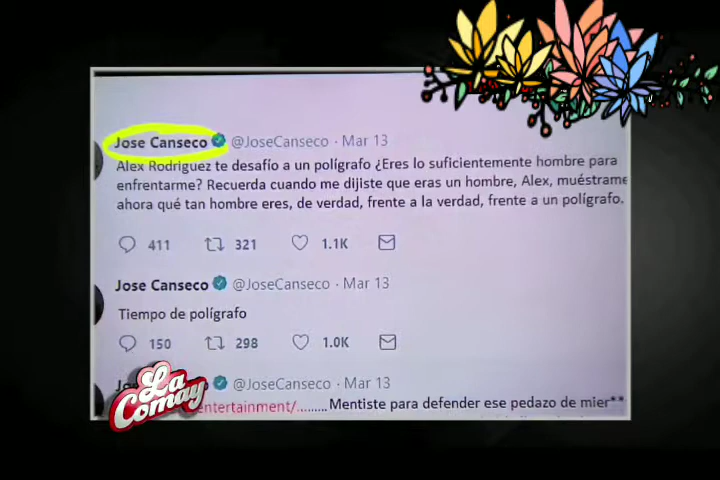 Jose Canseco @JoseCanseco · Mar 13
Alex Rodriguez te desafío a un polígrafo ¿Eres lo suficientemente hombre para
enfrentarme? Recuerda cuando me dijiste que eras un hombre, Alex, muéstrame
ahora qué tan hombre eres, de verdad, frente a la verdad, frente a un polígrafo.
411 321 1.1K
Jose Canseco @JoseCanseco · Mar 13
Tiempo de polígrafo
150 298 1.0K
@JoseCanseco · Mar 13
entertainment/.........Mentiste para defender ese pedazo de mier**
La
Comay